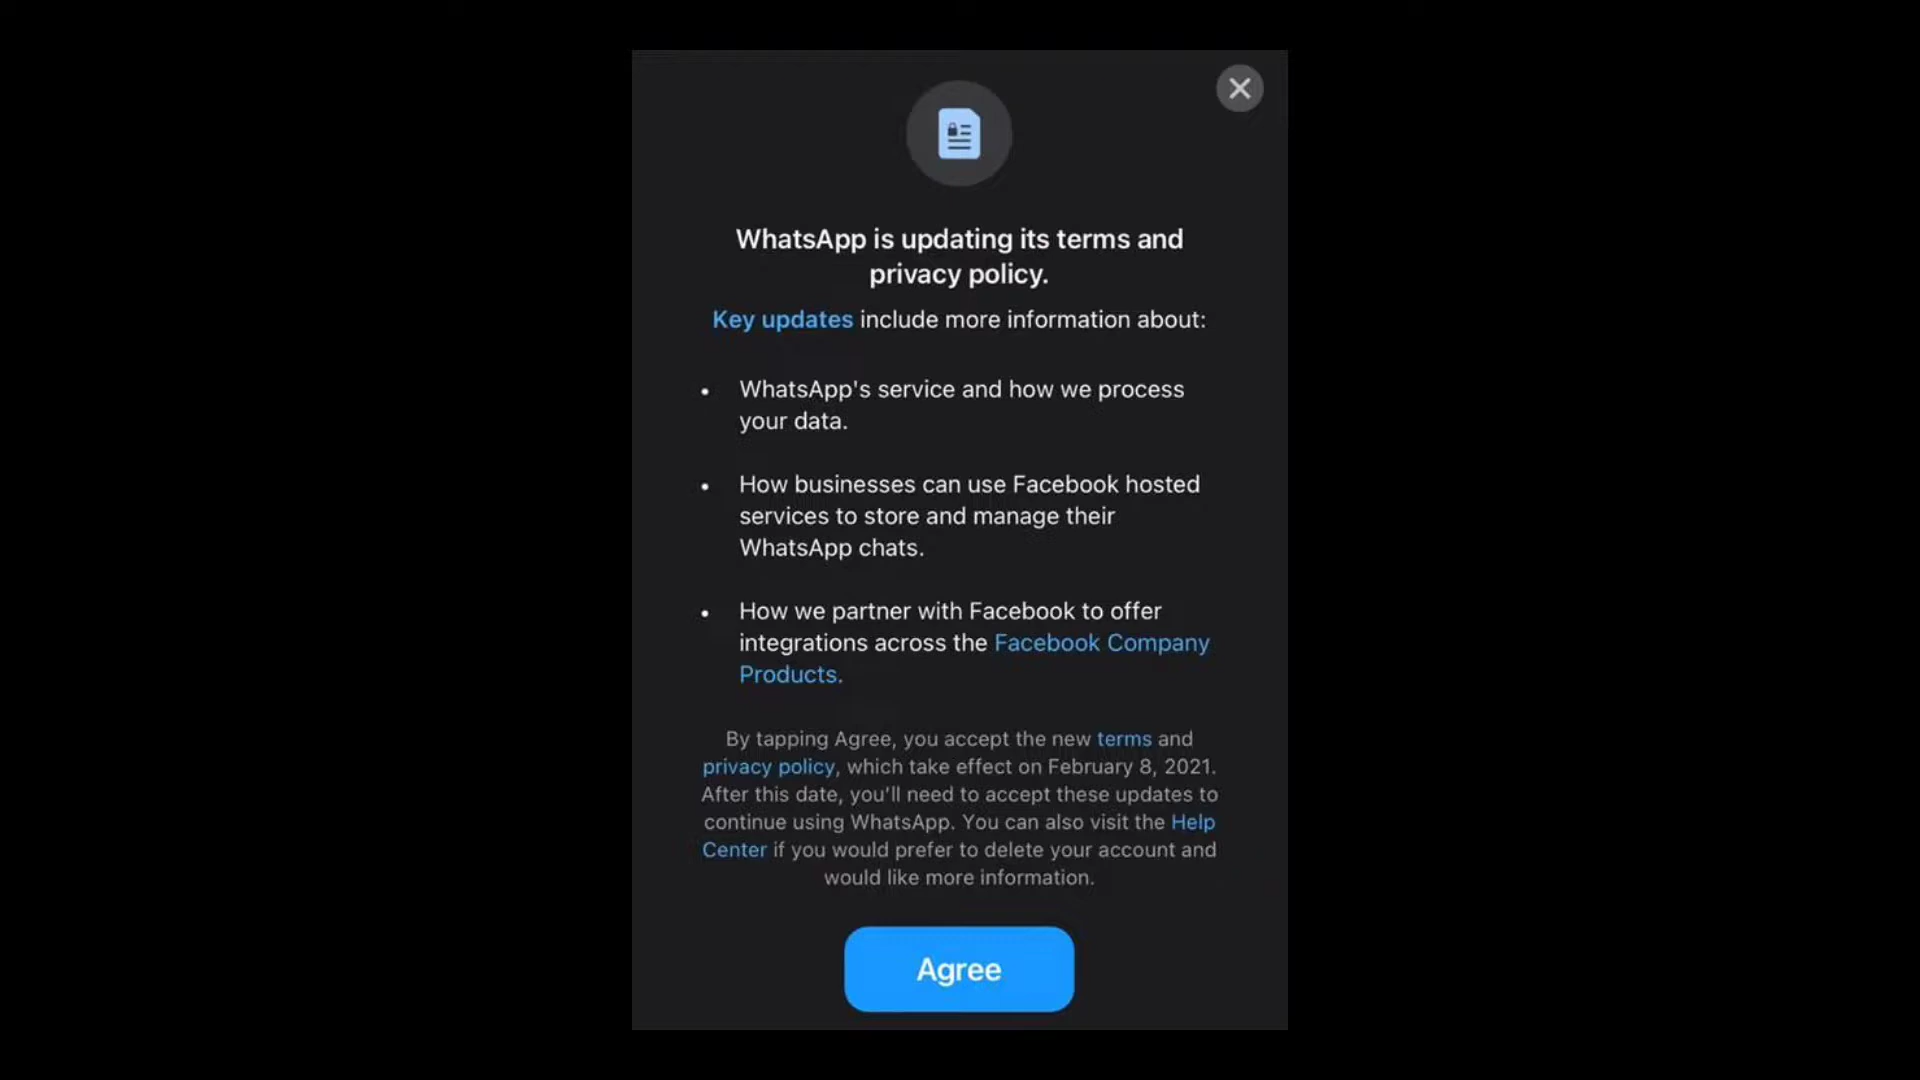 WhatsApp is updating its terms and
privacy policy.
Key updates include more information about:
• WhatsApp's service and how we process
your data.
• How businesses can use Facebook hosted
services to store and manage their
WhatsApp chats.
• How we partner with Facebook to offer
integrations across the Facebook Company
Products.
By tapping Agree, you accept the new terms and
privacy policy, which take effect on February 8, 2021.
After this date, you’ll need to accept these updates to
continue using WhatsApp. You can also visit the Help
Center if you would prefer to delete your account and
would like more information.
Agree